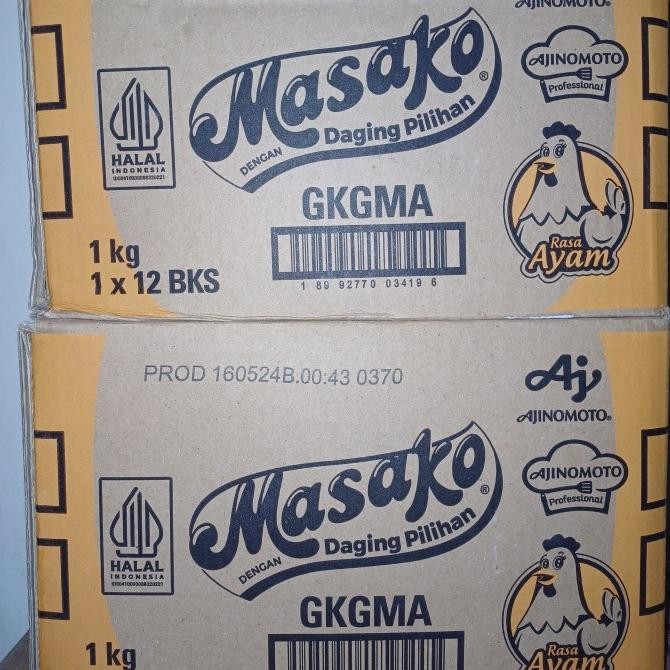 AJINOMOTO®
Masako®
DENGAN Daging Pilihan
AJINOMOTO
Professional
HALAL
INDONESIA
GKGMA
1 kg
1 x 12 BKS
1 89 92770 03419 6
Rasa
Ayam
PROD 160524B.00:43 0370
Aj
AJINOMOTO®
Masako®
DENGAN Daging Pilihan
AJINOMOTO
Professional
HALAL
INDONESIA
GKGMA
1 kg
Rasa
Ayam